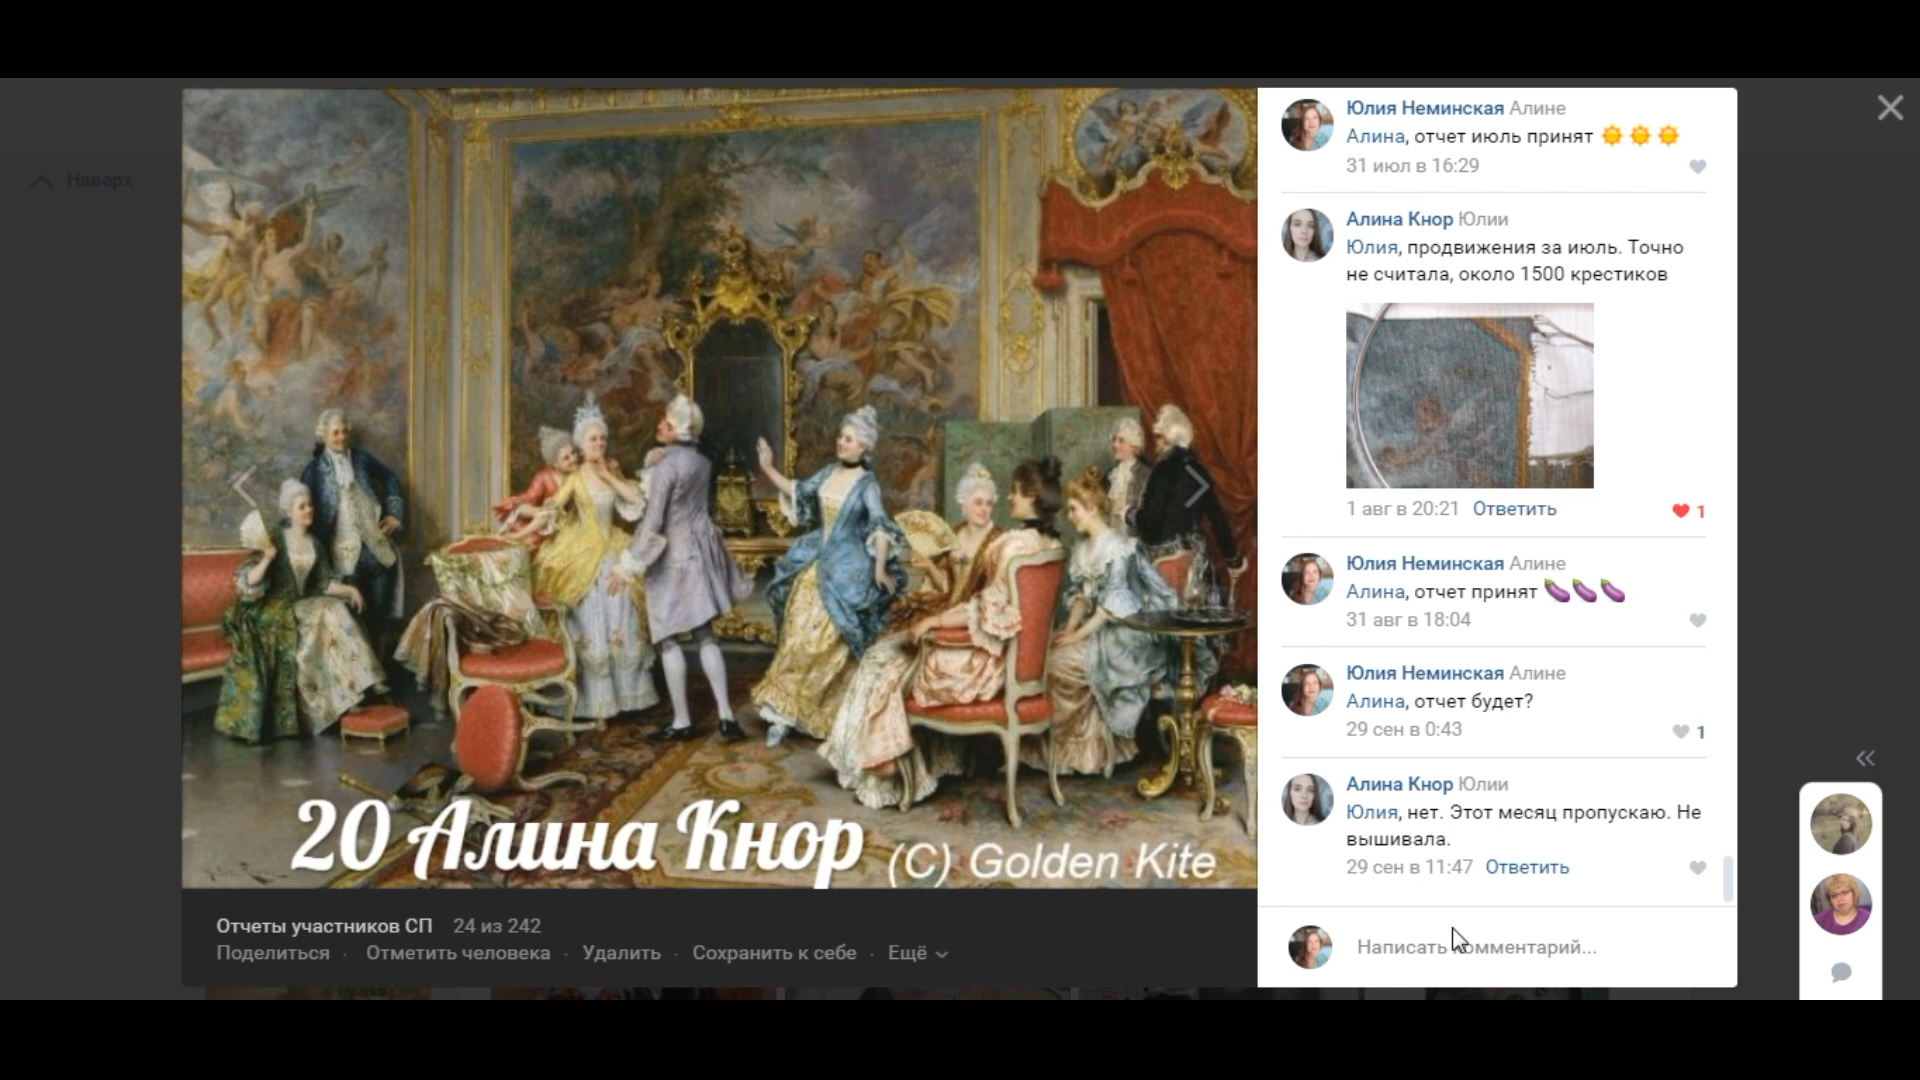 Наверх
20 Алина Кнор
(C) Golden Kite
Отчеты участников СП 24 из 242
Поделиться · Отметить человека · Удалить · Сохранить к себе · Ещё
Юлия Неминская Алине
Алина, отчет июль принят
31 июл в 16:29
Алина Кнор Юлии
Юлия, продвижения за июль. Точно
не считала, около 1500 крестиков
1 авг в 20:21 Ответить
1
Юлия Неминская Алине
Алина, отчет принят
31 авг в 18:04
Юлия Неминская Алине
Алина, отчет будет?
29 сен в 0:43
1
Алина Кнор Юлии
Юлия, нет. Этот месяц пропускаю. Не
вышивала.
29 сен в 11:47 Ответить
Написать комментарий...